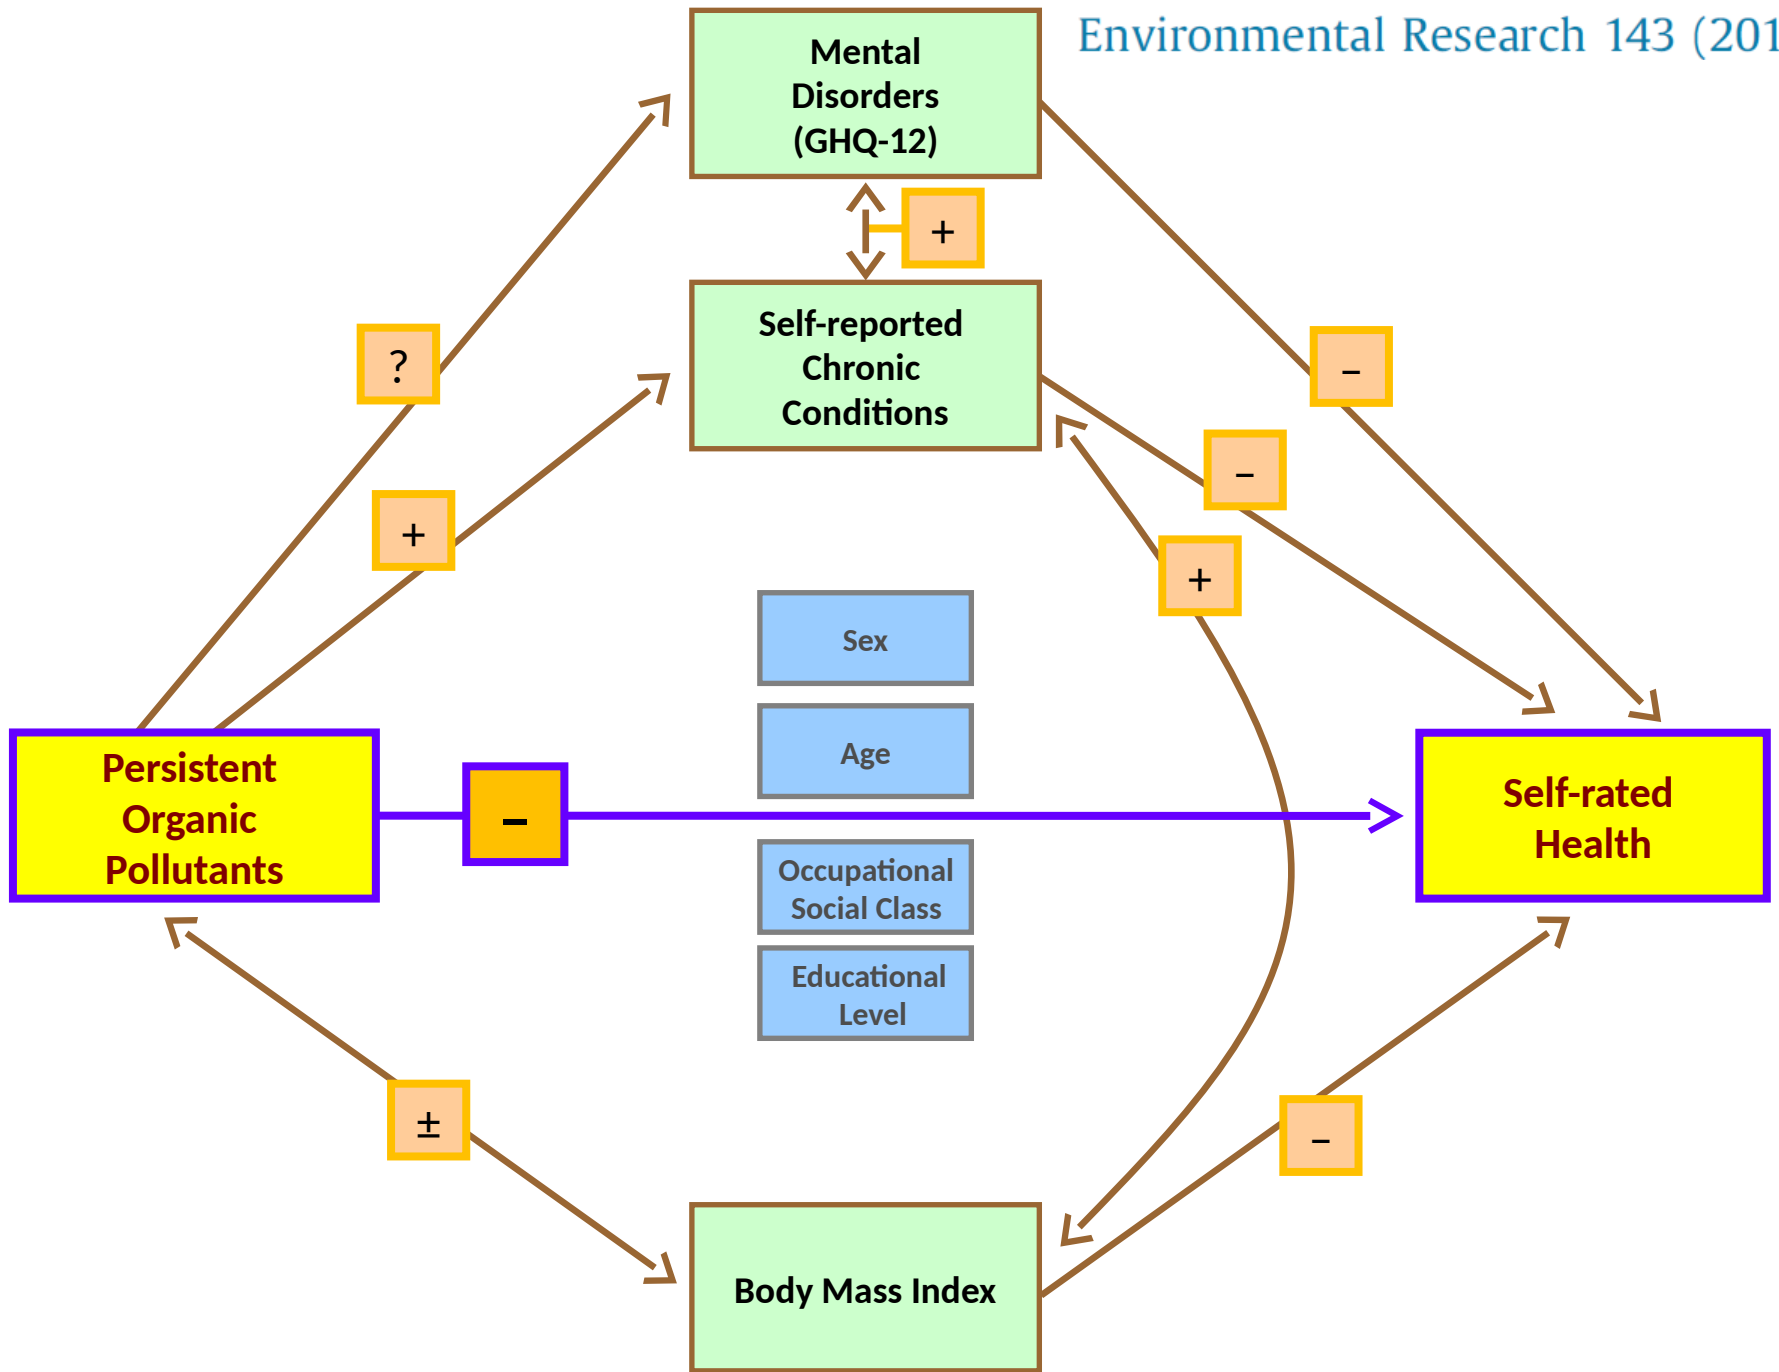 Environmental Research 143 (201
Mental
Disorders
(GHQ-12)
+
Self-reported
Chronic
Conditions
?
–
–
+
+
Sex
Age
Persistent
Organic
Pollutants
–
Self-rated
Health
Occupational
Social Class
Educational
Level
±
–
Body Mass Index